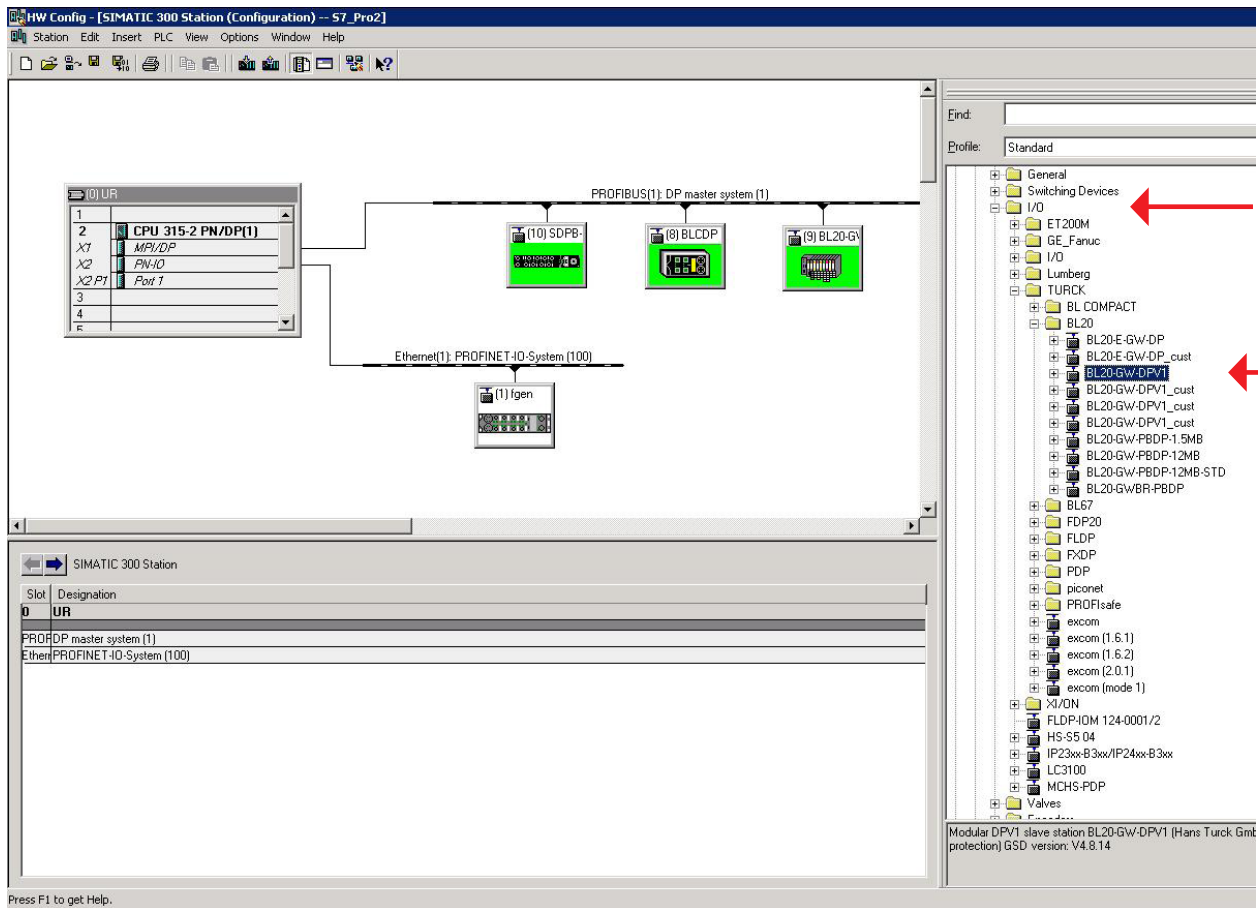 HW Config - [SIMATIC 300 Station (Configuration) -- S7_Pro2]
Station Edit Insert PLC View Options Window Help
(0) UR
1
2 CPU 315-2 PN/DP(1)
X1 MPI/DP
X2 PN-IO
X2 P1 Port 1
3
4
5
PROFIBUS(1): DP master system (1)
(10) SDPB-
(8) BLCDP
(9) BL20-GV
Ethernet(1): PROFINET-IO-System (100)
(1) fgen
SIMATIC 300 Station
Slot Designation
0 UR
PROF DP master system (1)
Ethern PROFINET-IO-System (100)
Find:
Profile: Standard
General
Switching Devices
I/O
ET200M
GE_Fanuc
I/O
Lumberg
TURCK
BL COMPACT
BL20
BL20-E-GW-DP
BL20-E-GW-DP_cust
BL20-GW-DPV1
BL20-GW-DPV1_cust
BL20-GW-DPV1_cust
BL20-GW-DPV1_cust
BL20-GW-PBDP-1.5MB
BL20-GW-PBDP-12MB
BL20-GW-PBDP-12MB-STD
BL20-GWBR-PBDP
BL67
FDP20
FLDP
FXDP
PDP
piconet
PROFIsafe
excom
excom (1.6.1)
excom (1.6.2)
excom (2.0.1)
excom (mode 1)
XI/ON
FLDP-IOM 124-0001/2
HS-S5 04
IP23xx-B3xx/IP24xx-B3xx
LC3100
MCHS-PDP
Valves
Modular DPV1 slave station BL20-GW-DPV1 (Hans Turck Gmb
protection) GSD version: V4.8.14
Press F1 to get Help.